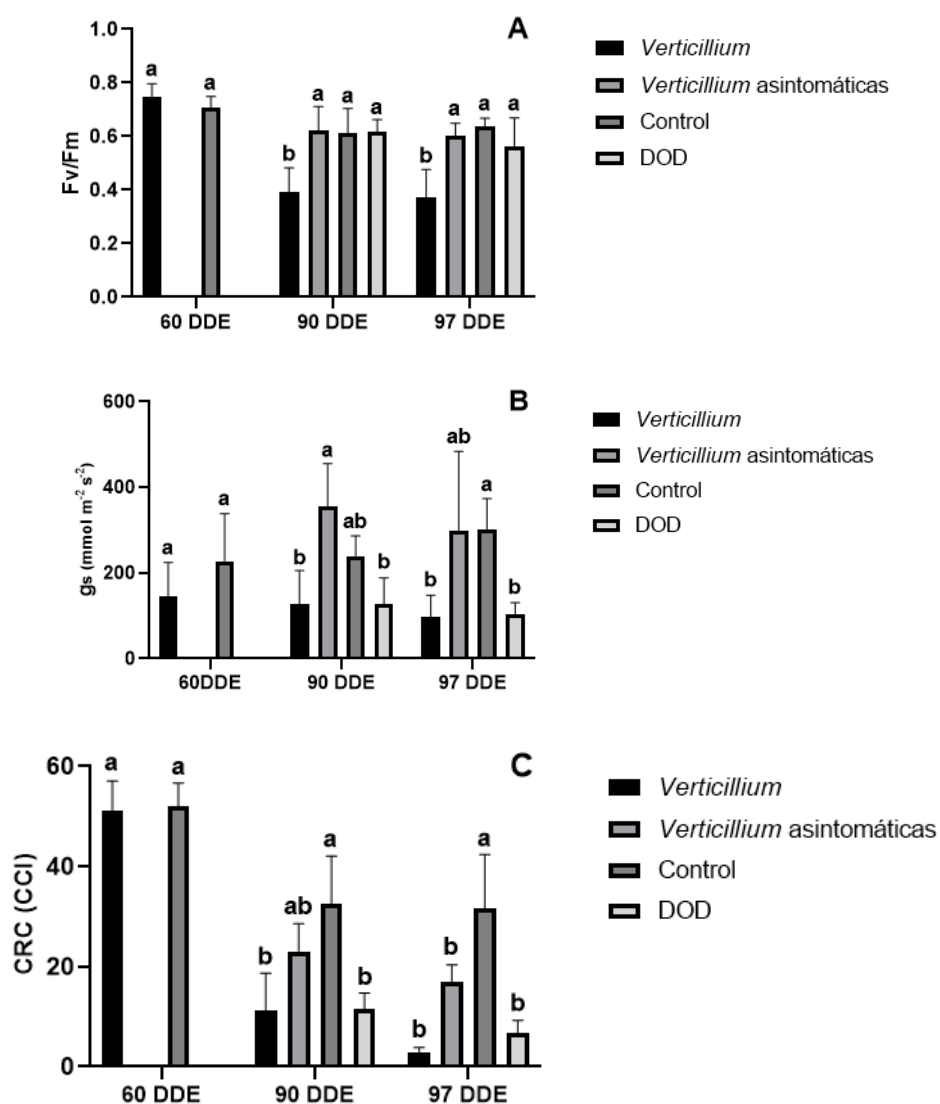 A
1.0
0.8
0.6
0.4
0.2
0.0
Fv/Fm
a
a
b
a
a
a
b
a
a
a
60 DDE
90 DDE
97 DDE
Verticillium
Verticillium asintomáticas
Control
DOD
B
600
400
200
0
gs (mmol m⁻² s⁻²)
a
a
b
a
ab
b
b
ab
a
b
60DDE
90 DDE
97 DDE
Verticillium
Verticillium asintomáticas
Control
DOD
C
60
40
20
0
CRC (CCI)
a
a
b
ab
a
b
b
b
a
b
60 DDE
90 DDE
97 DDE
Verticillium
Verticillium asintomáticas
Control
DOD